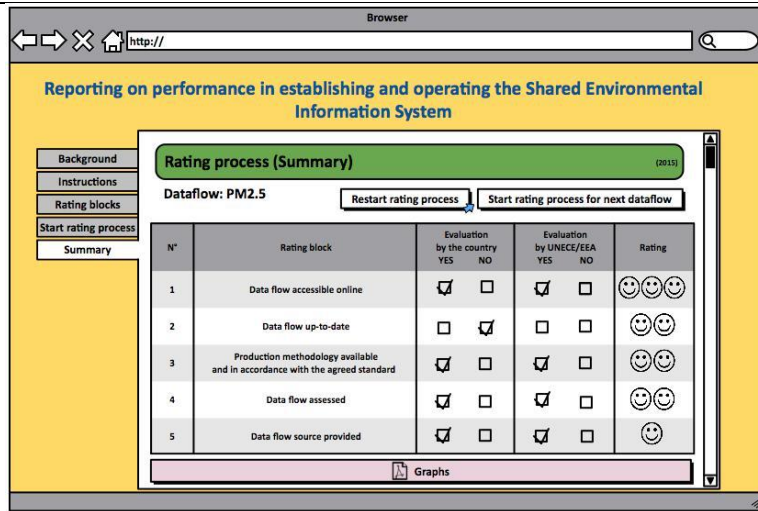 Browser
http://
Reporting on performance in establishing and operating the Shared Environmental
Information System
Background
Instructions
Rating blocks
Start rating process
Summary
Rating process (Summary)
(2015)
Dataflow: PM2.5
Restart rating process
Start rating process for next dataflow
N°
Rating block
Evaluation
by the country
YES NO
Evaluation
by UNECE/EEA
YES NO
Rating
1
Data flow accessible online
2
Data flow up-to-date
3
Production methodology available
and in accordance with the agreed standard
4
Data flow assessed
5
Data flow source provided
Graphs